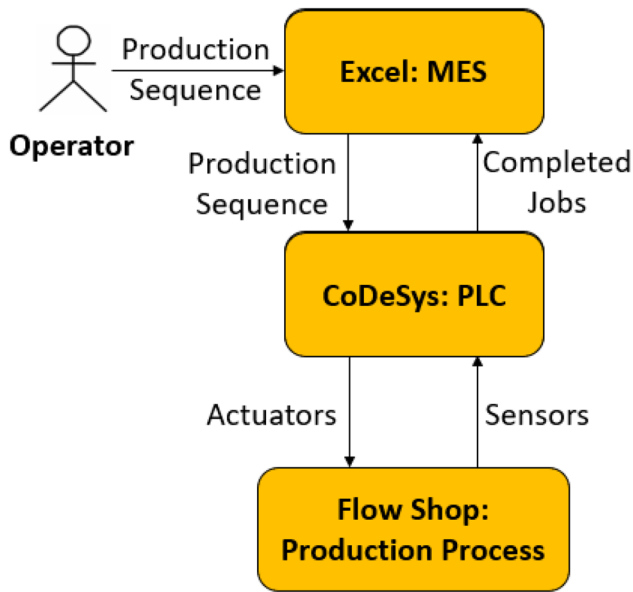 Production
Sequence
Excel: MES
Operator
Production
Sequence
Completed
Jobs
CoDeSys: PLC
Actuators
Sensors
Flow Shop:
Production Process